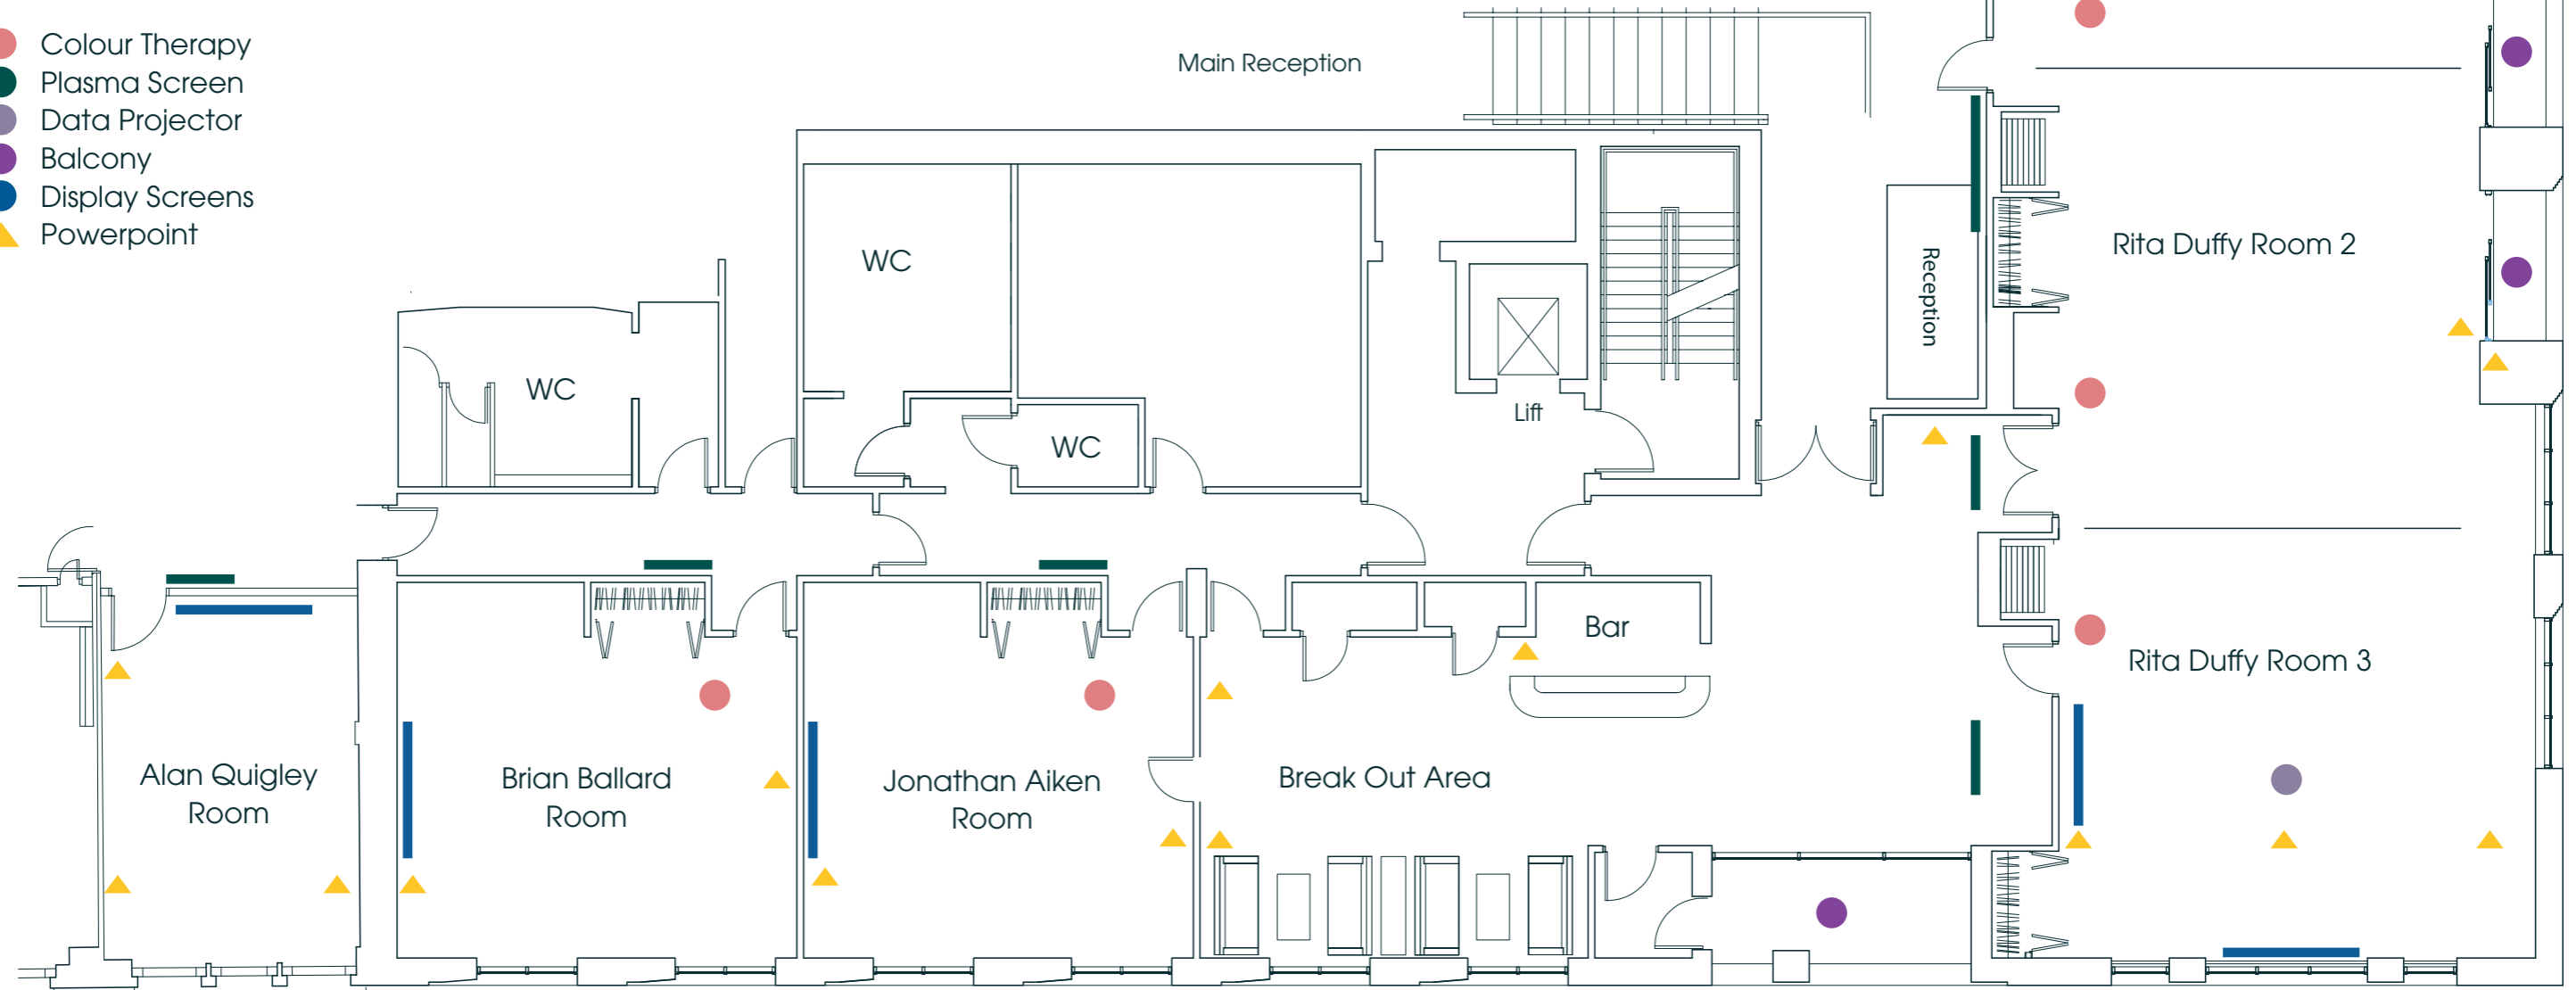 Colour Therapy
Plasma Screen
Data Projector
Balcony
Display Screens
Powerpoint
Main Reception
WC
WC
WC
Lift
Reception
Rita Duffy Room 2
Bar
Rita Duffy Room 3
Alan Quigley
Room
Brian Ballard
Room
Jonathan Aiken
Room
Break Out Area